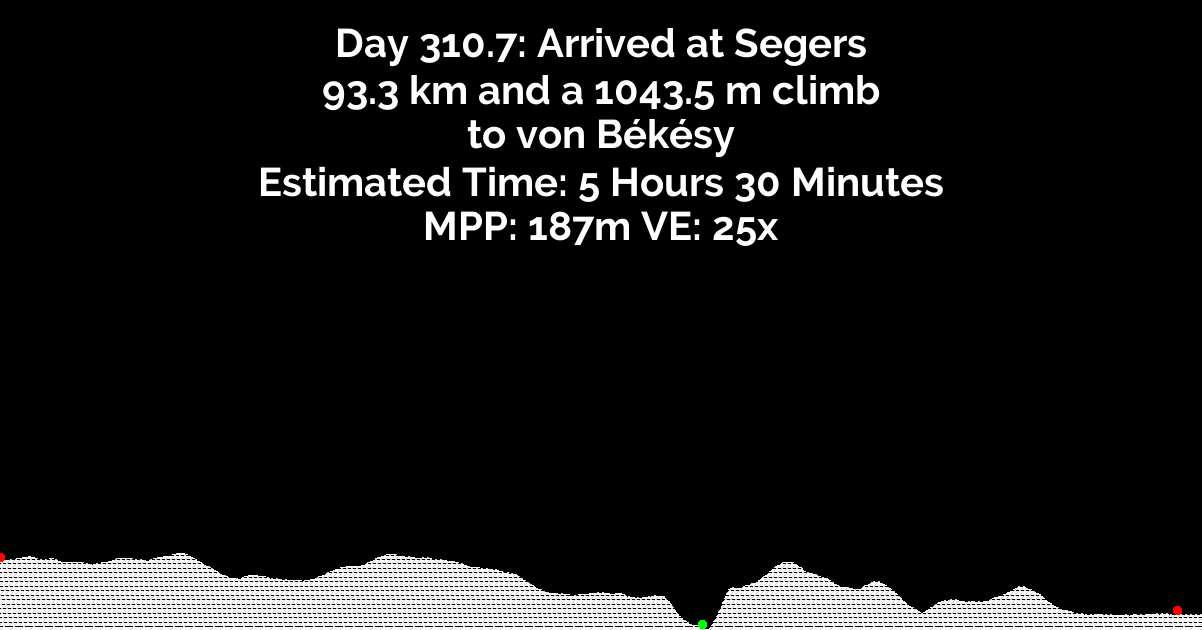 Day 310.7: Arrived at Segers
93.3 km and a 1043.5 m climb
to von Békésy
Estimated Time: 5 Hours 30 Minutes
MPP: 187m VE: 25x